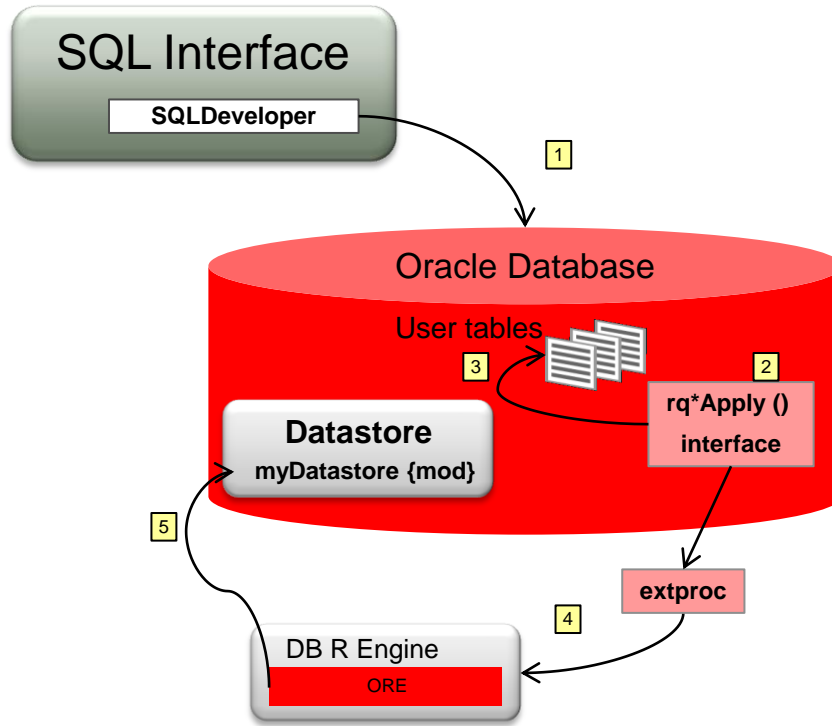 SQL Interface
SQLDeveloper
1
Oracle Database
User tables
3
2
rq*Apply ()
interface
Datastore
myDatastore {mod}
5
extproc
4
DB R Engine
ORE